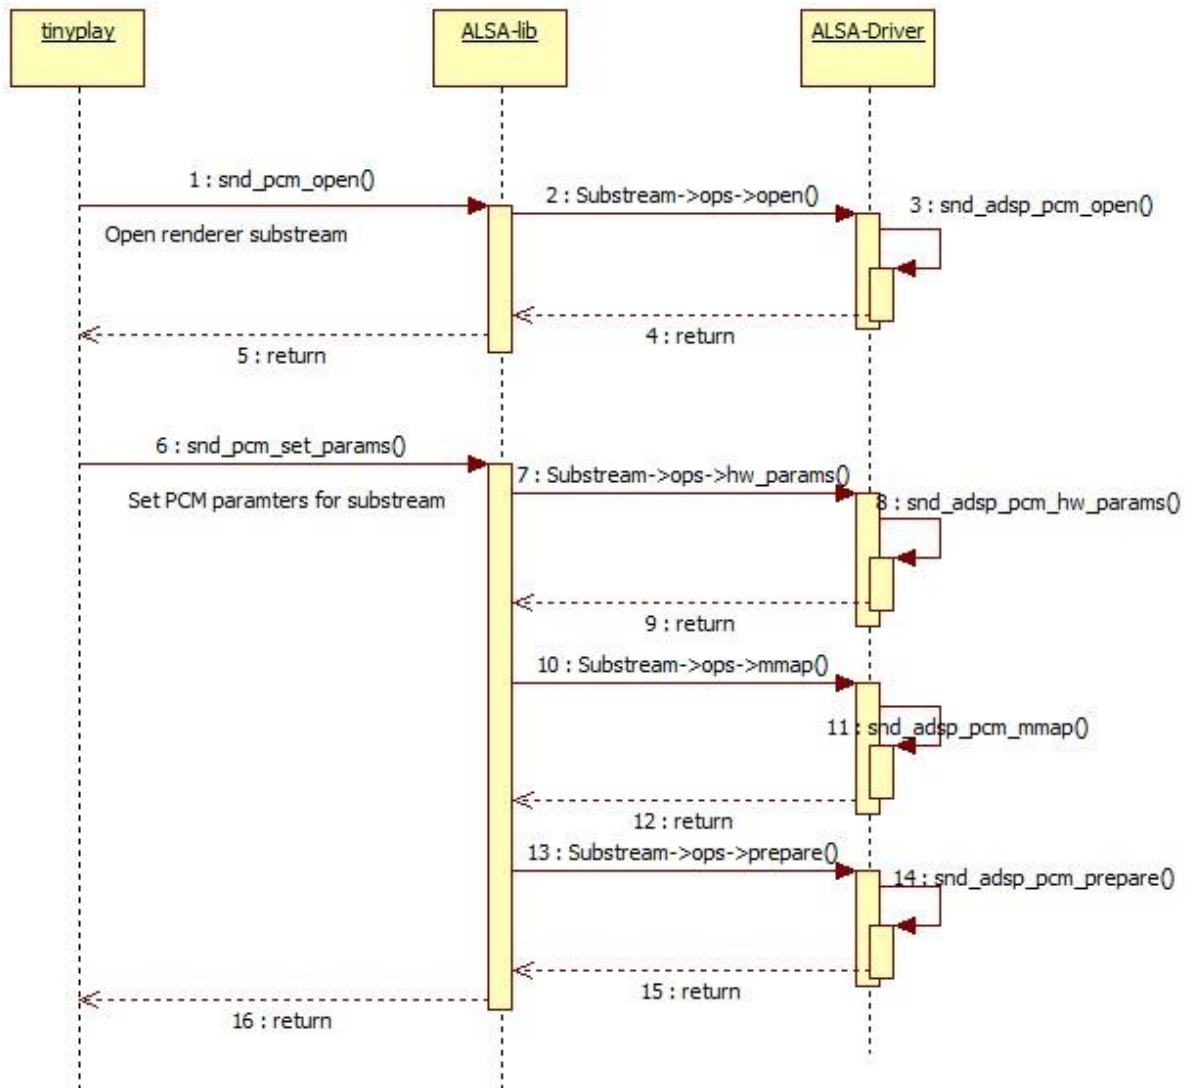 tinyplay
ALSA-lib
ALSA-Driver
1 : snd_pcm_open()
2 : Substream->ops->open()
3 : snd_adsp_pcm_open()
Open renderer substream
4 : return
5 : return
6 : snd_pcm_set_params()
7 : Substream->ops->hw_params()
Set PCM paramters for substream
8 : snd_adsp_pcm_hw_params()
9 : return
10 : Substream->ops->mmap()
11 : snd_adsp_pcm_mmap()
12 : return
13 : Substream->ops->prepare()
14 : snd_adsp_pcm_prepare()
15 : return
16 : return